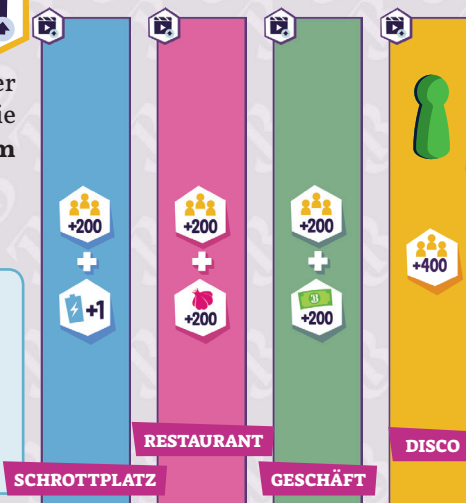 er
ie
m
+200
+200
+200
+400
+1
+200
+200
RESTAURANT
DISCO
SCHROTTPLATZ
GESCHÄFT